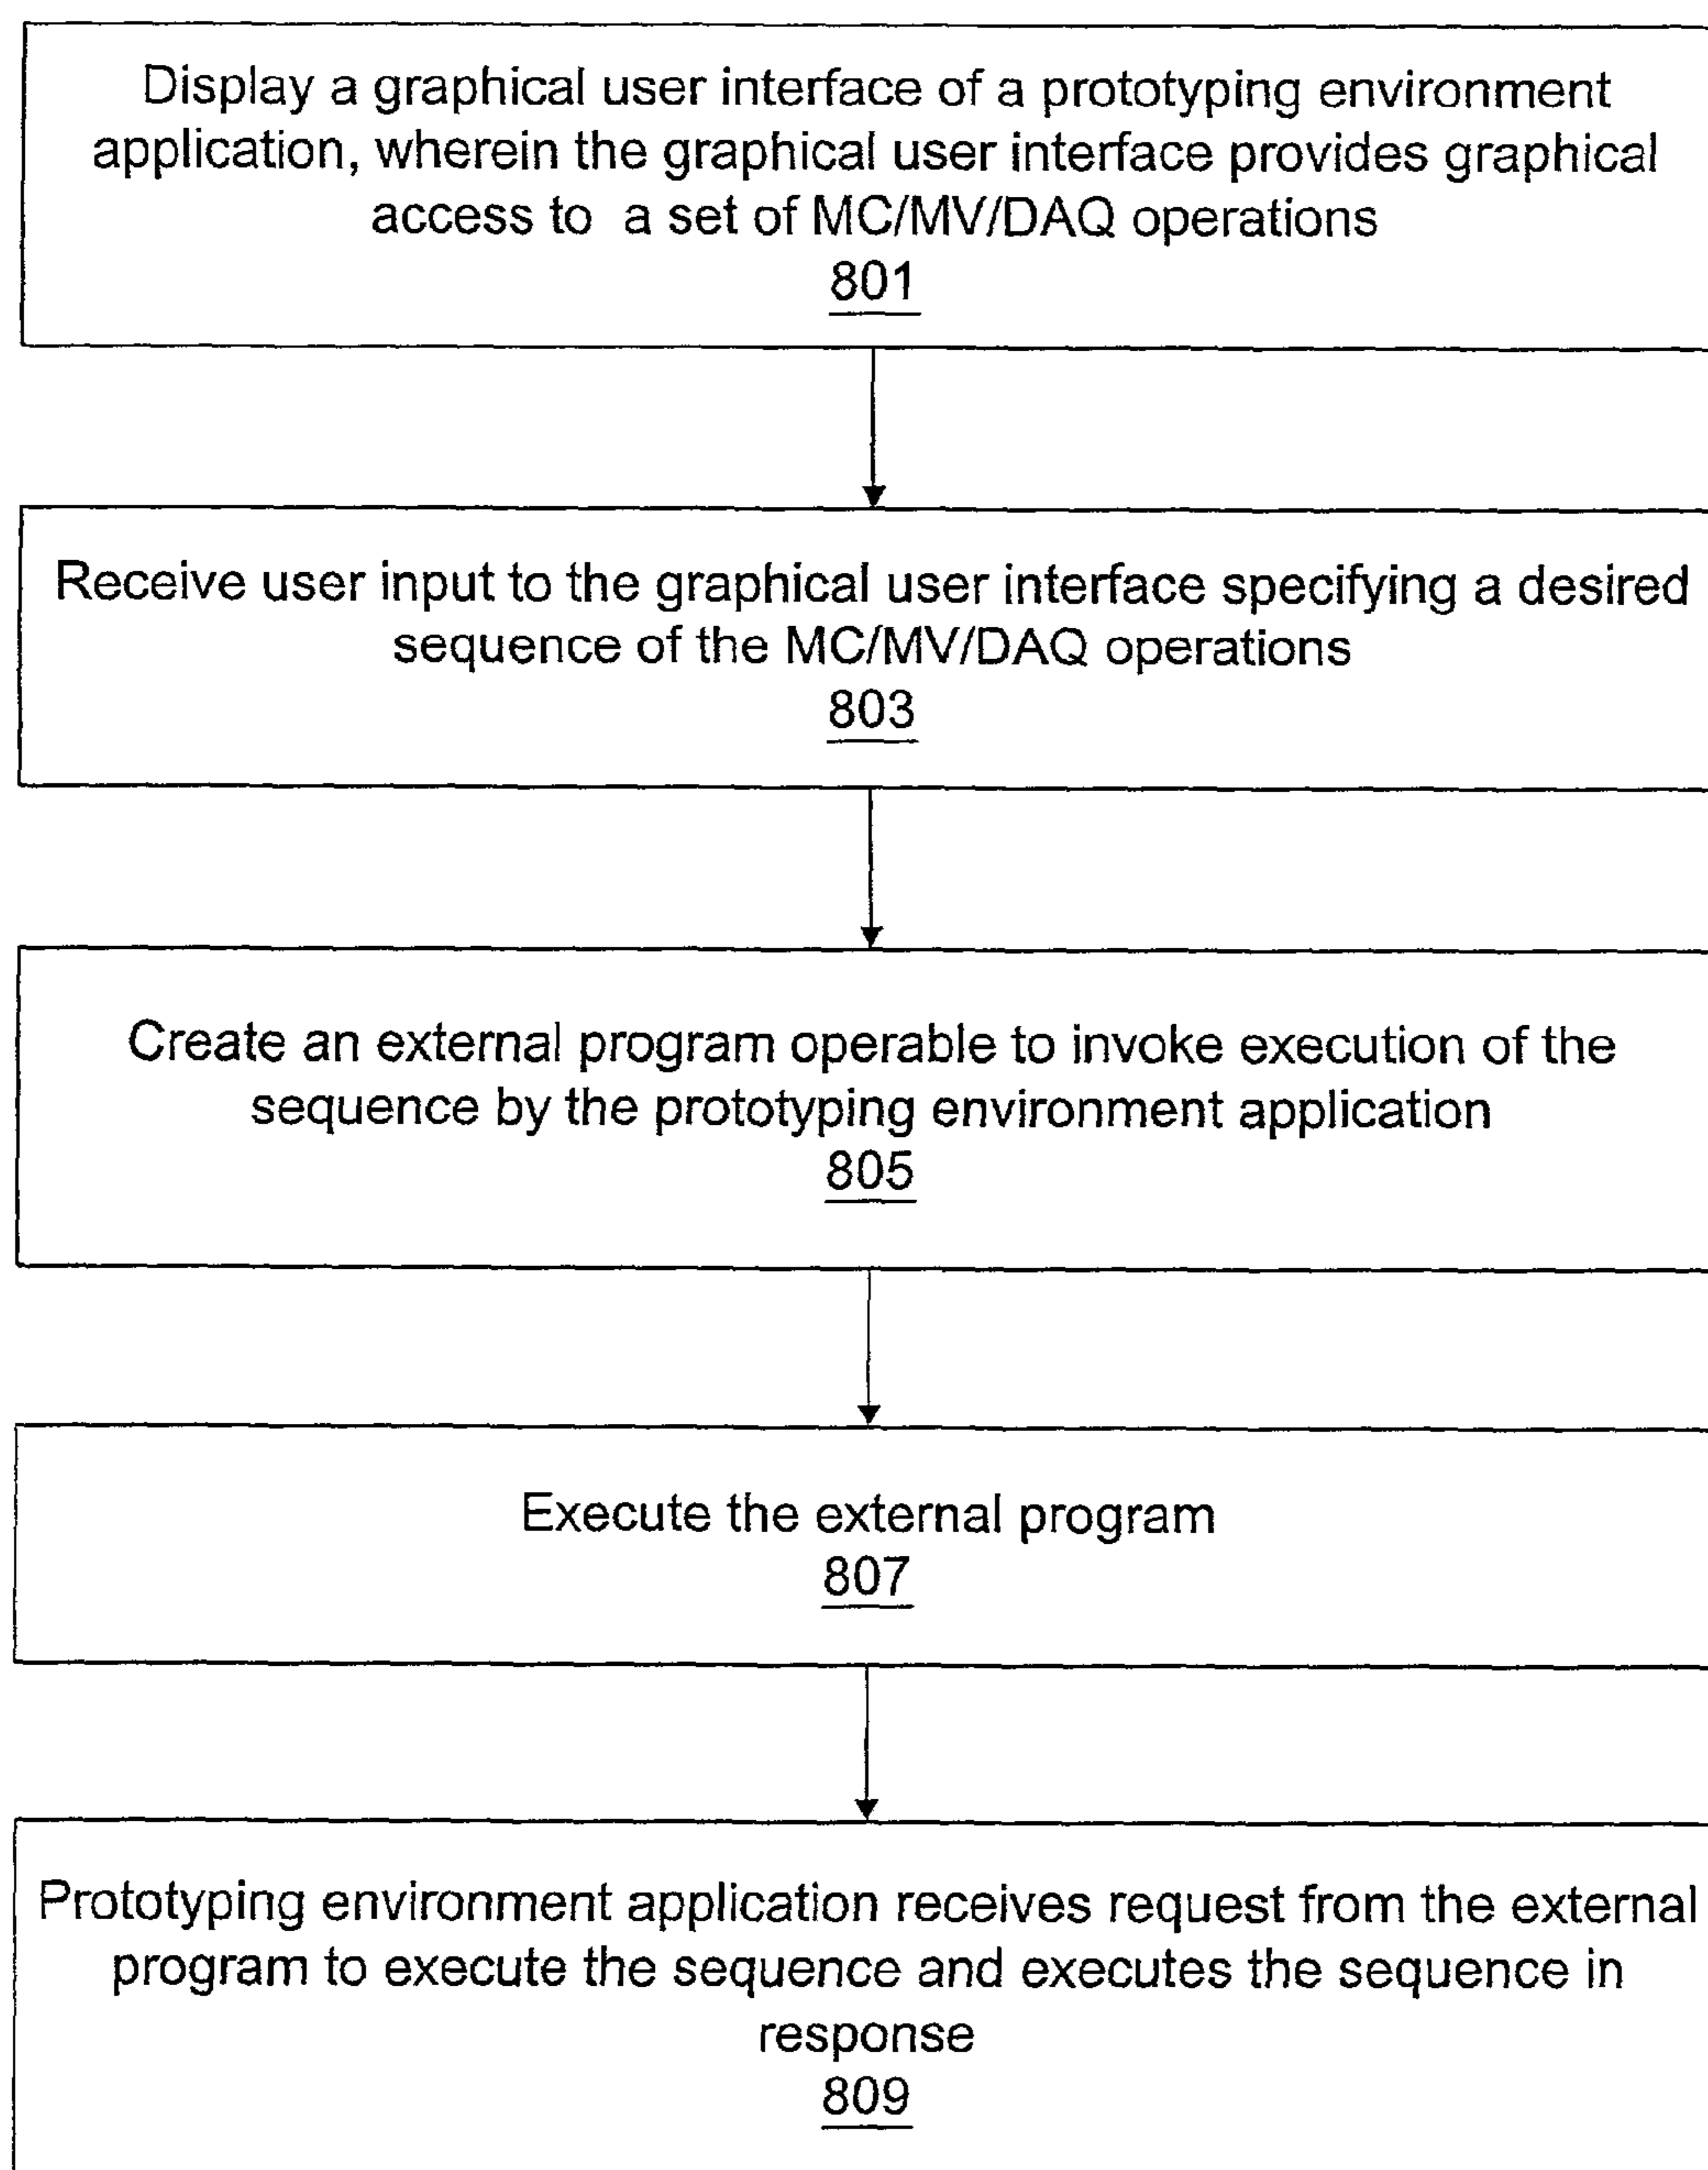 Display a graphical user interface of a prototyping environment
application, wherein the graphical user interface provides graphical
access to a set of MC/MV/DAQ operations
801
Receive user input to the graphical user interface specifying a desired
sequence of the MC/MV/DAQ operations
803
Create an external program operable to invoke execution of the
sequence by the prototyping environment application
805
Execute the external program
807
Prototyping environment application receives request from the external
program to execute the sequence and executes the sequence in
response
809